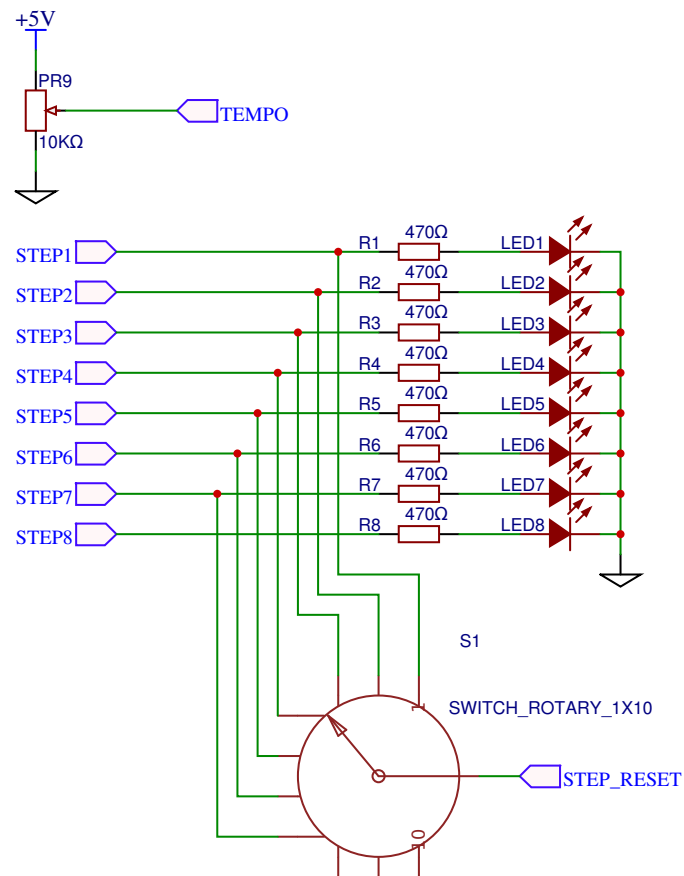 +5V
PR9
TEMPO
10KΩ
STEP1 R1 470Ω LED1
STEP2 R2 470Ω LED2
STEP3 R3 470Ω LED3
STEP4 R4 470Ω LED4
STEP5 R5 470Ω LED5
STEP6 R6 470Ω LED6
STEP7 R7 470Ω LED7
STEP8 R8 470Ω LED8
S1
1
SWITCH_ROTARY_1X10
STEP_RESET
10